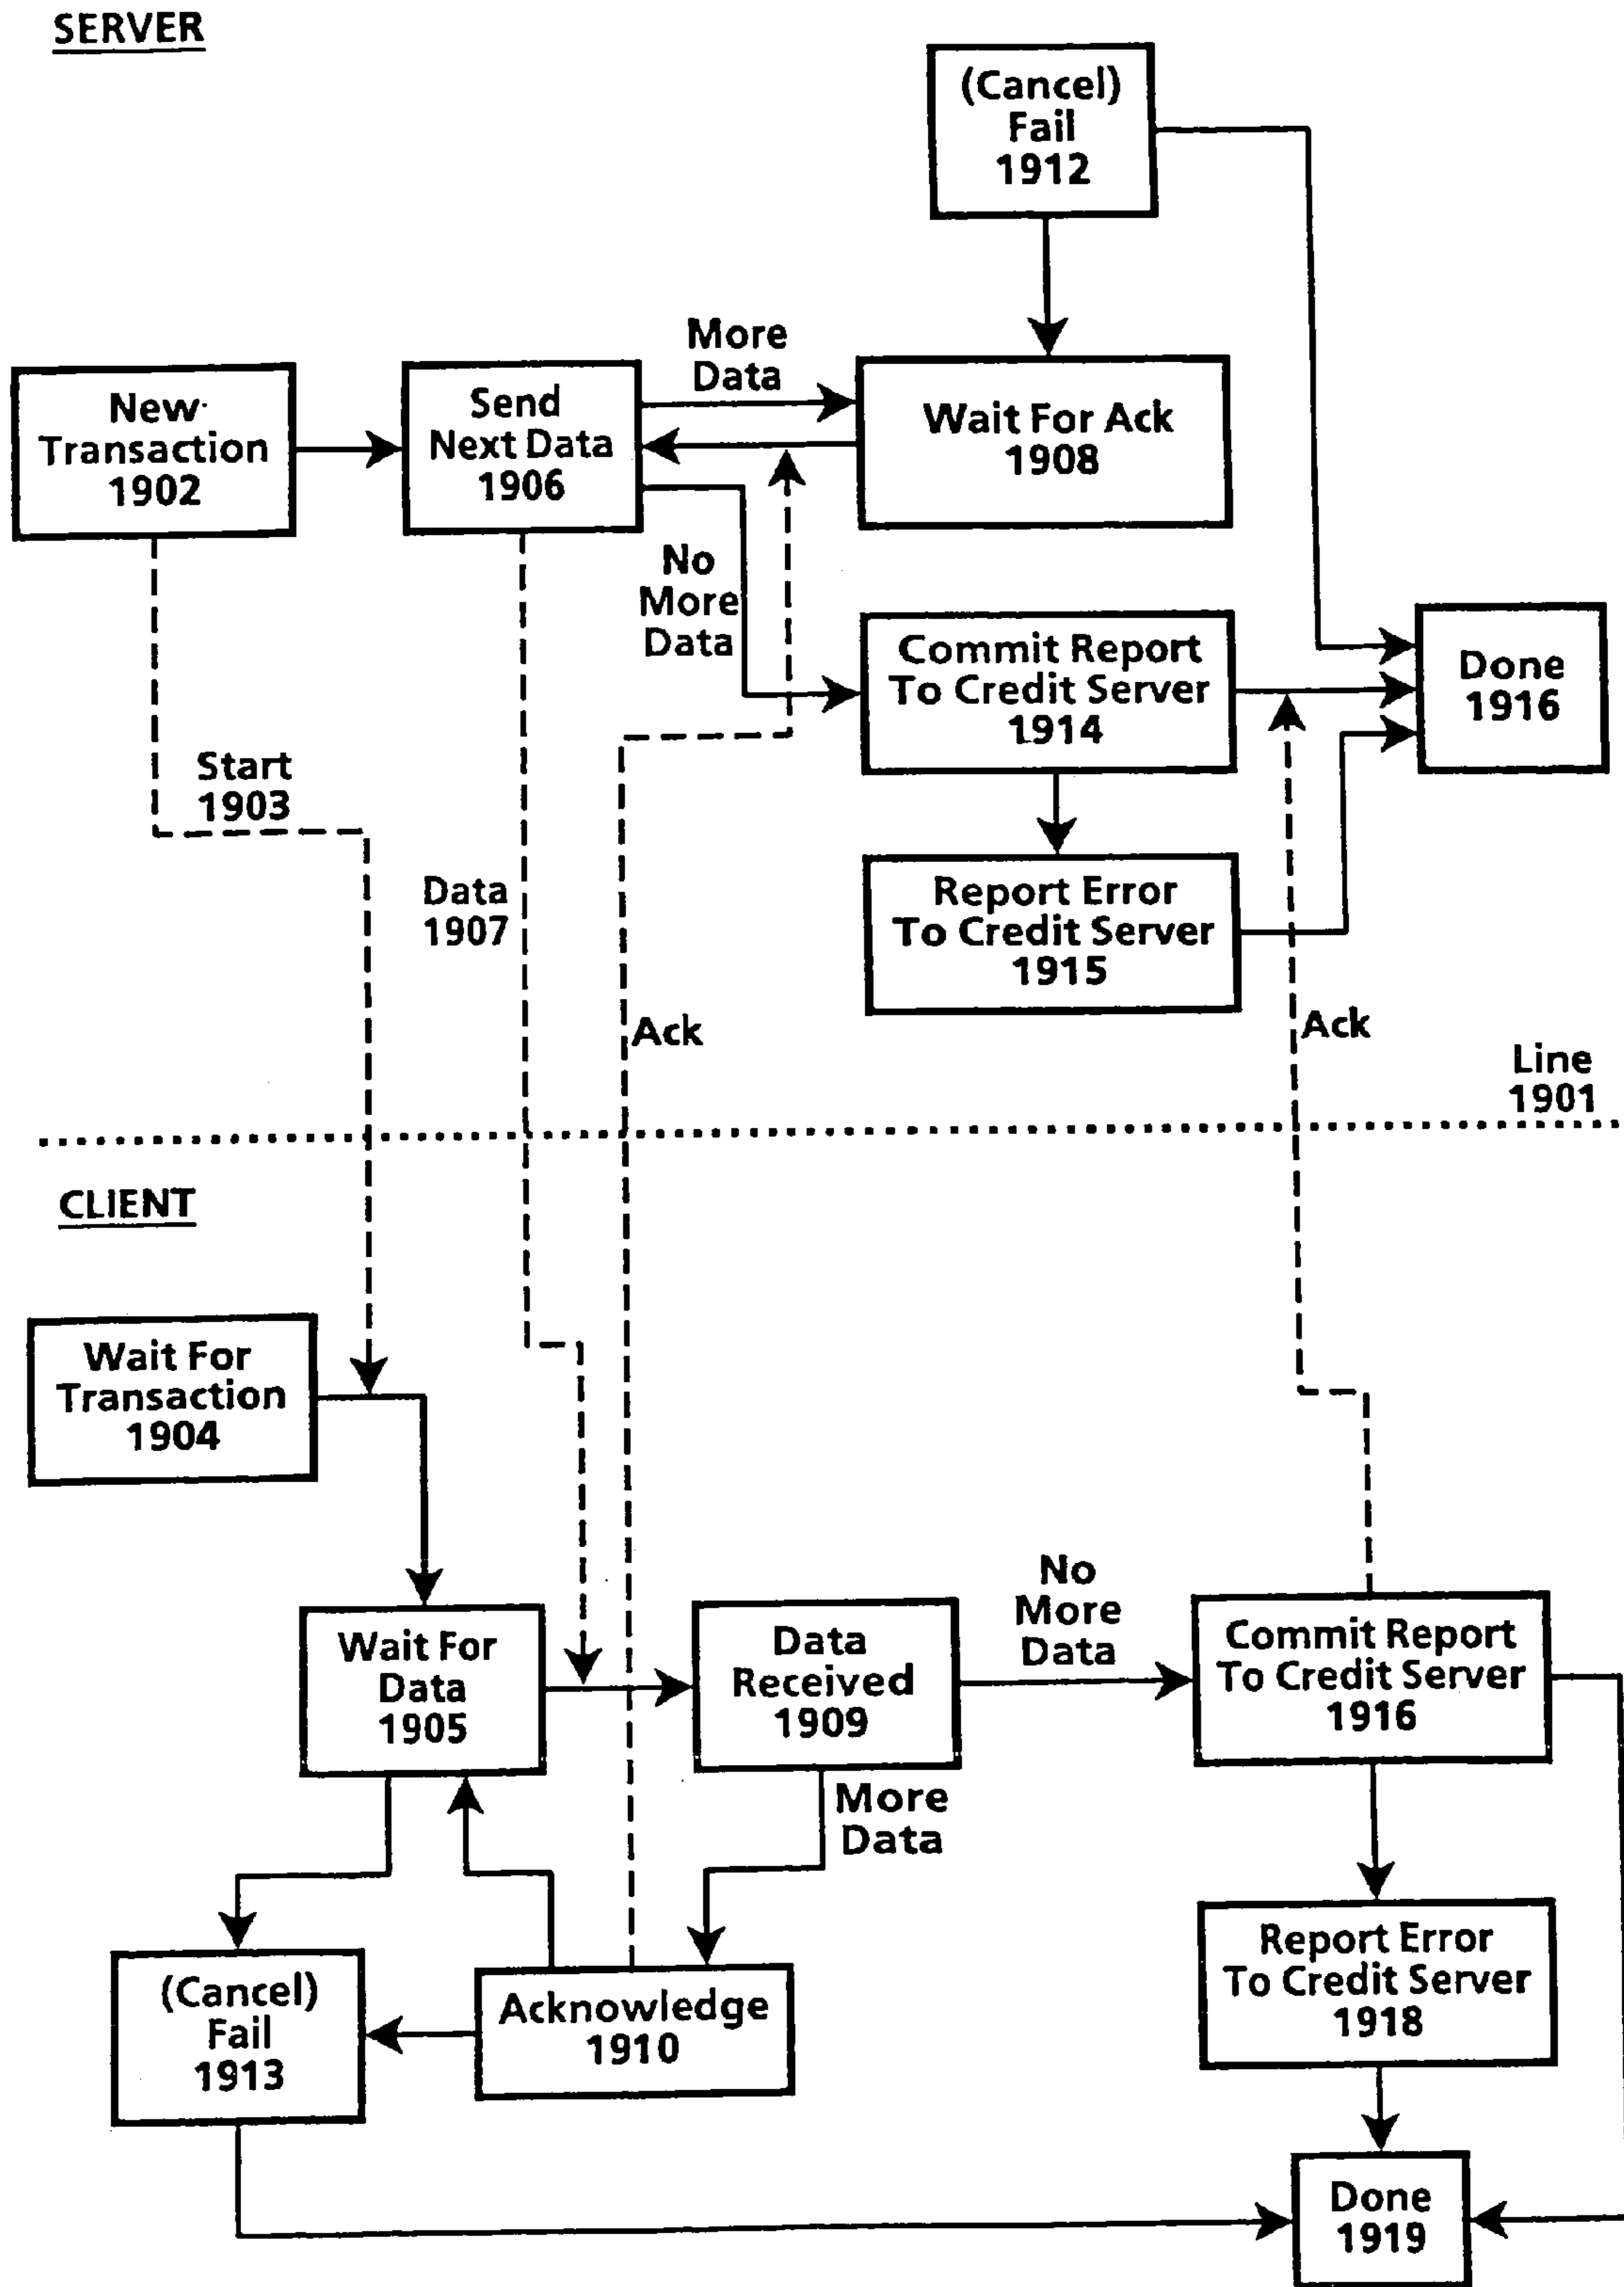 SERVER
(Cancel)
Fail
1912
More
Data
New
Transaction
1902
Send
Next Data
1906
Wait For Ack
1908
No
More
Data
Commit Report
To Credit Server
1914
Done
1916
Start
1903
Data
1907
Report Error
To Credit Server
1915
Ack
Ack
Line
1901
CLIENT
Wait For
Transaction
1904
Wait For
Data
1905
Data
Received
1909
No
More
Data
Commit Report
To Credit Server
1916
More
Data
(Cancel)
Fail
1913
Acknowledge
1910
Report Error
To Credit Server
1918
Done
1919